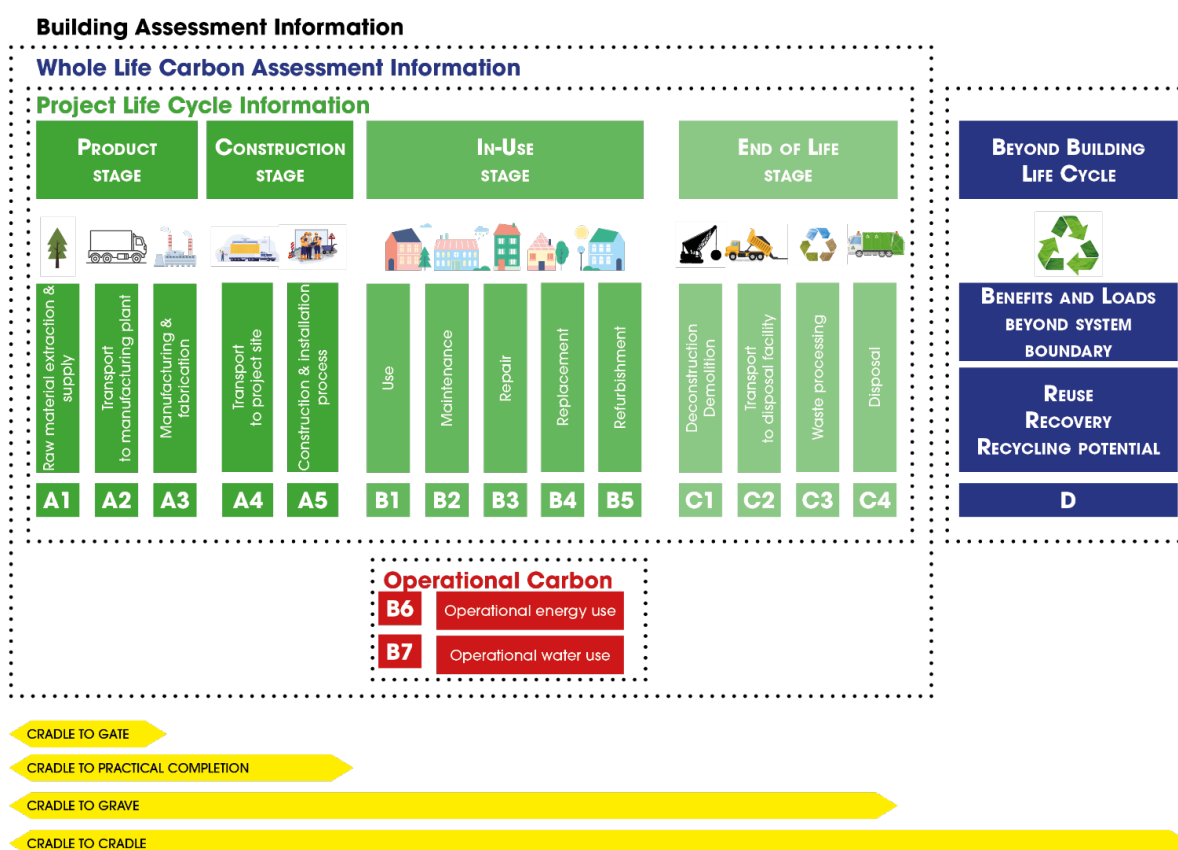 Building Assessment Information
Whole Life Carbon Assessment Information
Project Life Cycle Information
PRODUCT
STAGE
CONSTRUCTION
STAGE
IN-USE
STAGE
END OF LIFE
STAGE
BEYOND BUILDING
LIFE CYCLE
Raw material extraction &
supply
Transport
to manufacturing plant
Manufacturing &
fabrication
Transport
to project site
Construction & installation
process
Use
Maintenance
Repair
Replacement
Refurbishment
Deconstruction
Demolition
Transport
to disposal facility
Waste processing
Disposal
BENEFITS AND LOADS
BEYOND SYSTEM
BOUNDARY
REUSE
RECOVERY
RECYCLING POTENTIAL
A1
A2
A3
A4
A5
B1
B2
B3
B4
B5
C1
C2
C3
C4
D
Operational Carbon
B6
Operational energy use
B7
Operational water use
CRADLE TO GATE
CRADLE TO PRACTICAL COMPLETION
CRADLE TO GRAVE
CRADLE TO CRADLE